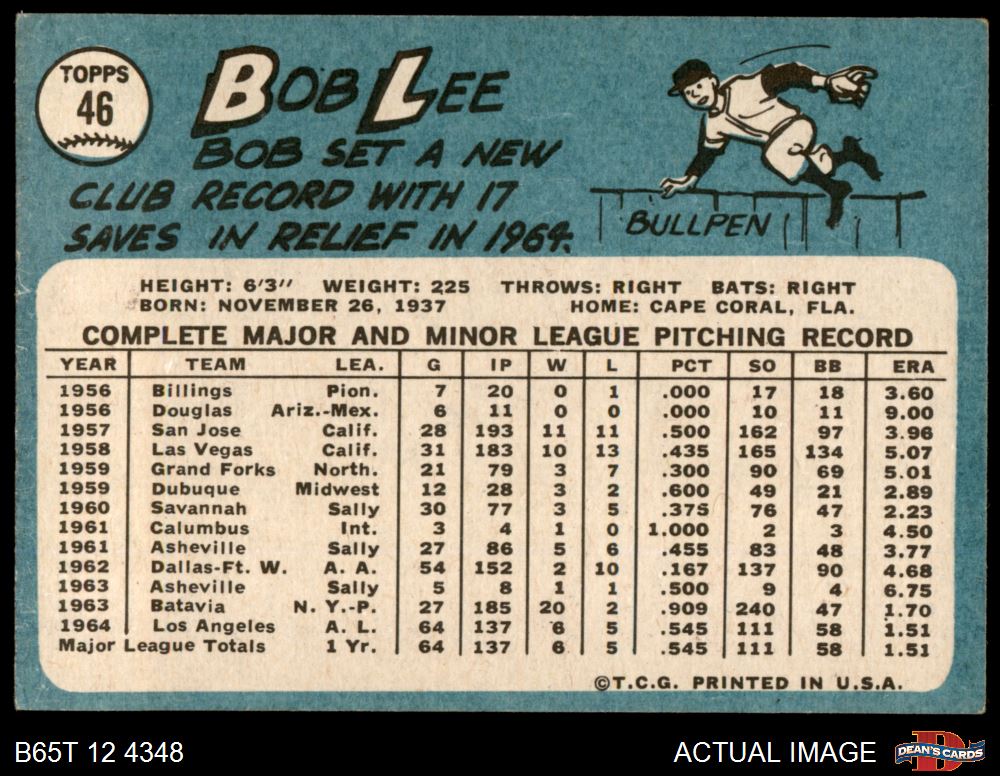 TOPPS
46
BOB LEE
BOB SET A NEW
CLUB RECORD WITH 17
SAVES IN RELIEF IN 1964.
BULLPEN
HEIGHT: 6'3" WEIGHT: 225 THROWS: RIGHT BATS: RIGHT
BORN: NOVEMBER 26, 1937 HOME: CAPE CORAL, FLA.
COMPLETE MAJOR AND MINOR LEAGUE PITCHING RECORD
YEAR TEAM LEA. G IP W L PCT SO BB ERA
1956 Billings Pion. 7 20 0 1 .000 17 18 3.60
1956 Douglas Ariz.-Mex. 6 11 0 0 .000 10 11 9.00
1957 San Jose Calif. 28 193 11 11 .500 162 97 3.96
1958 Las Vegas Calif. 31 183 10 13 .435 165 134 5.07
1959 Grand Forks North. 21 79 3 7 .300 90 69 5.01
1959 Dubuque Midwest 12 28 3 2 .600 49 21 2.89
1960 Savannah Sally 30 77 3 5 .375 76 47 2.23
1961 Calumbus Int. 3 4 1 0 1.000 2 3 4.50
1961 Asheville Sally 27 86 5 6 .455 83 48 3.77
1962 Dallas-Ft. W. A. A. 54 152 2 10 .167 137 90 4.68
1963 Asheville Sally 5 8 1 1 .500 9 4 6.75
1963 Batavia N. Y.-P. 27 185 20 2 .909 240 47 1.70
1964 Los Angeles A. L. 64 137 6 5 .545 111 58 1.51
Major League Totals 1 Yr. 64 137 6 5 .545 111 58 1.51
©T.C.G. PRINTED IN U.S.A.
B65T 12 4348
ACTUAL IMAGE
DEAN'S CARDS